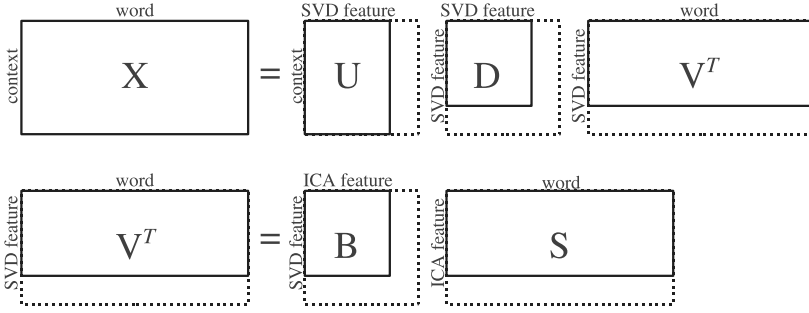 word SVD feature SVD feature word
context X = context U SVD feature D SVD feature V^T
word ICA feature word
SVD feature V^T = SVD feature B ICA feature S